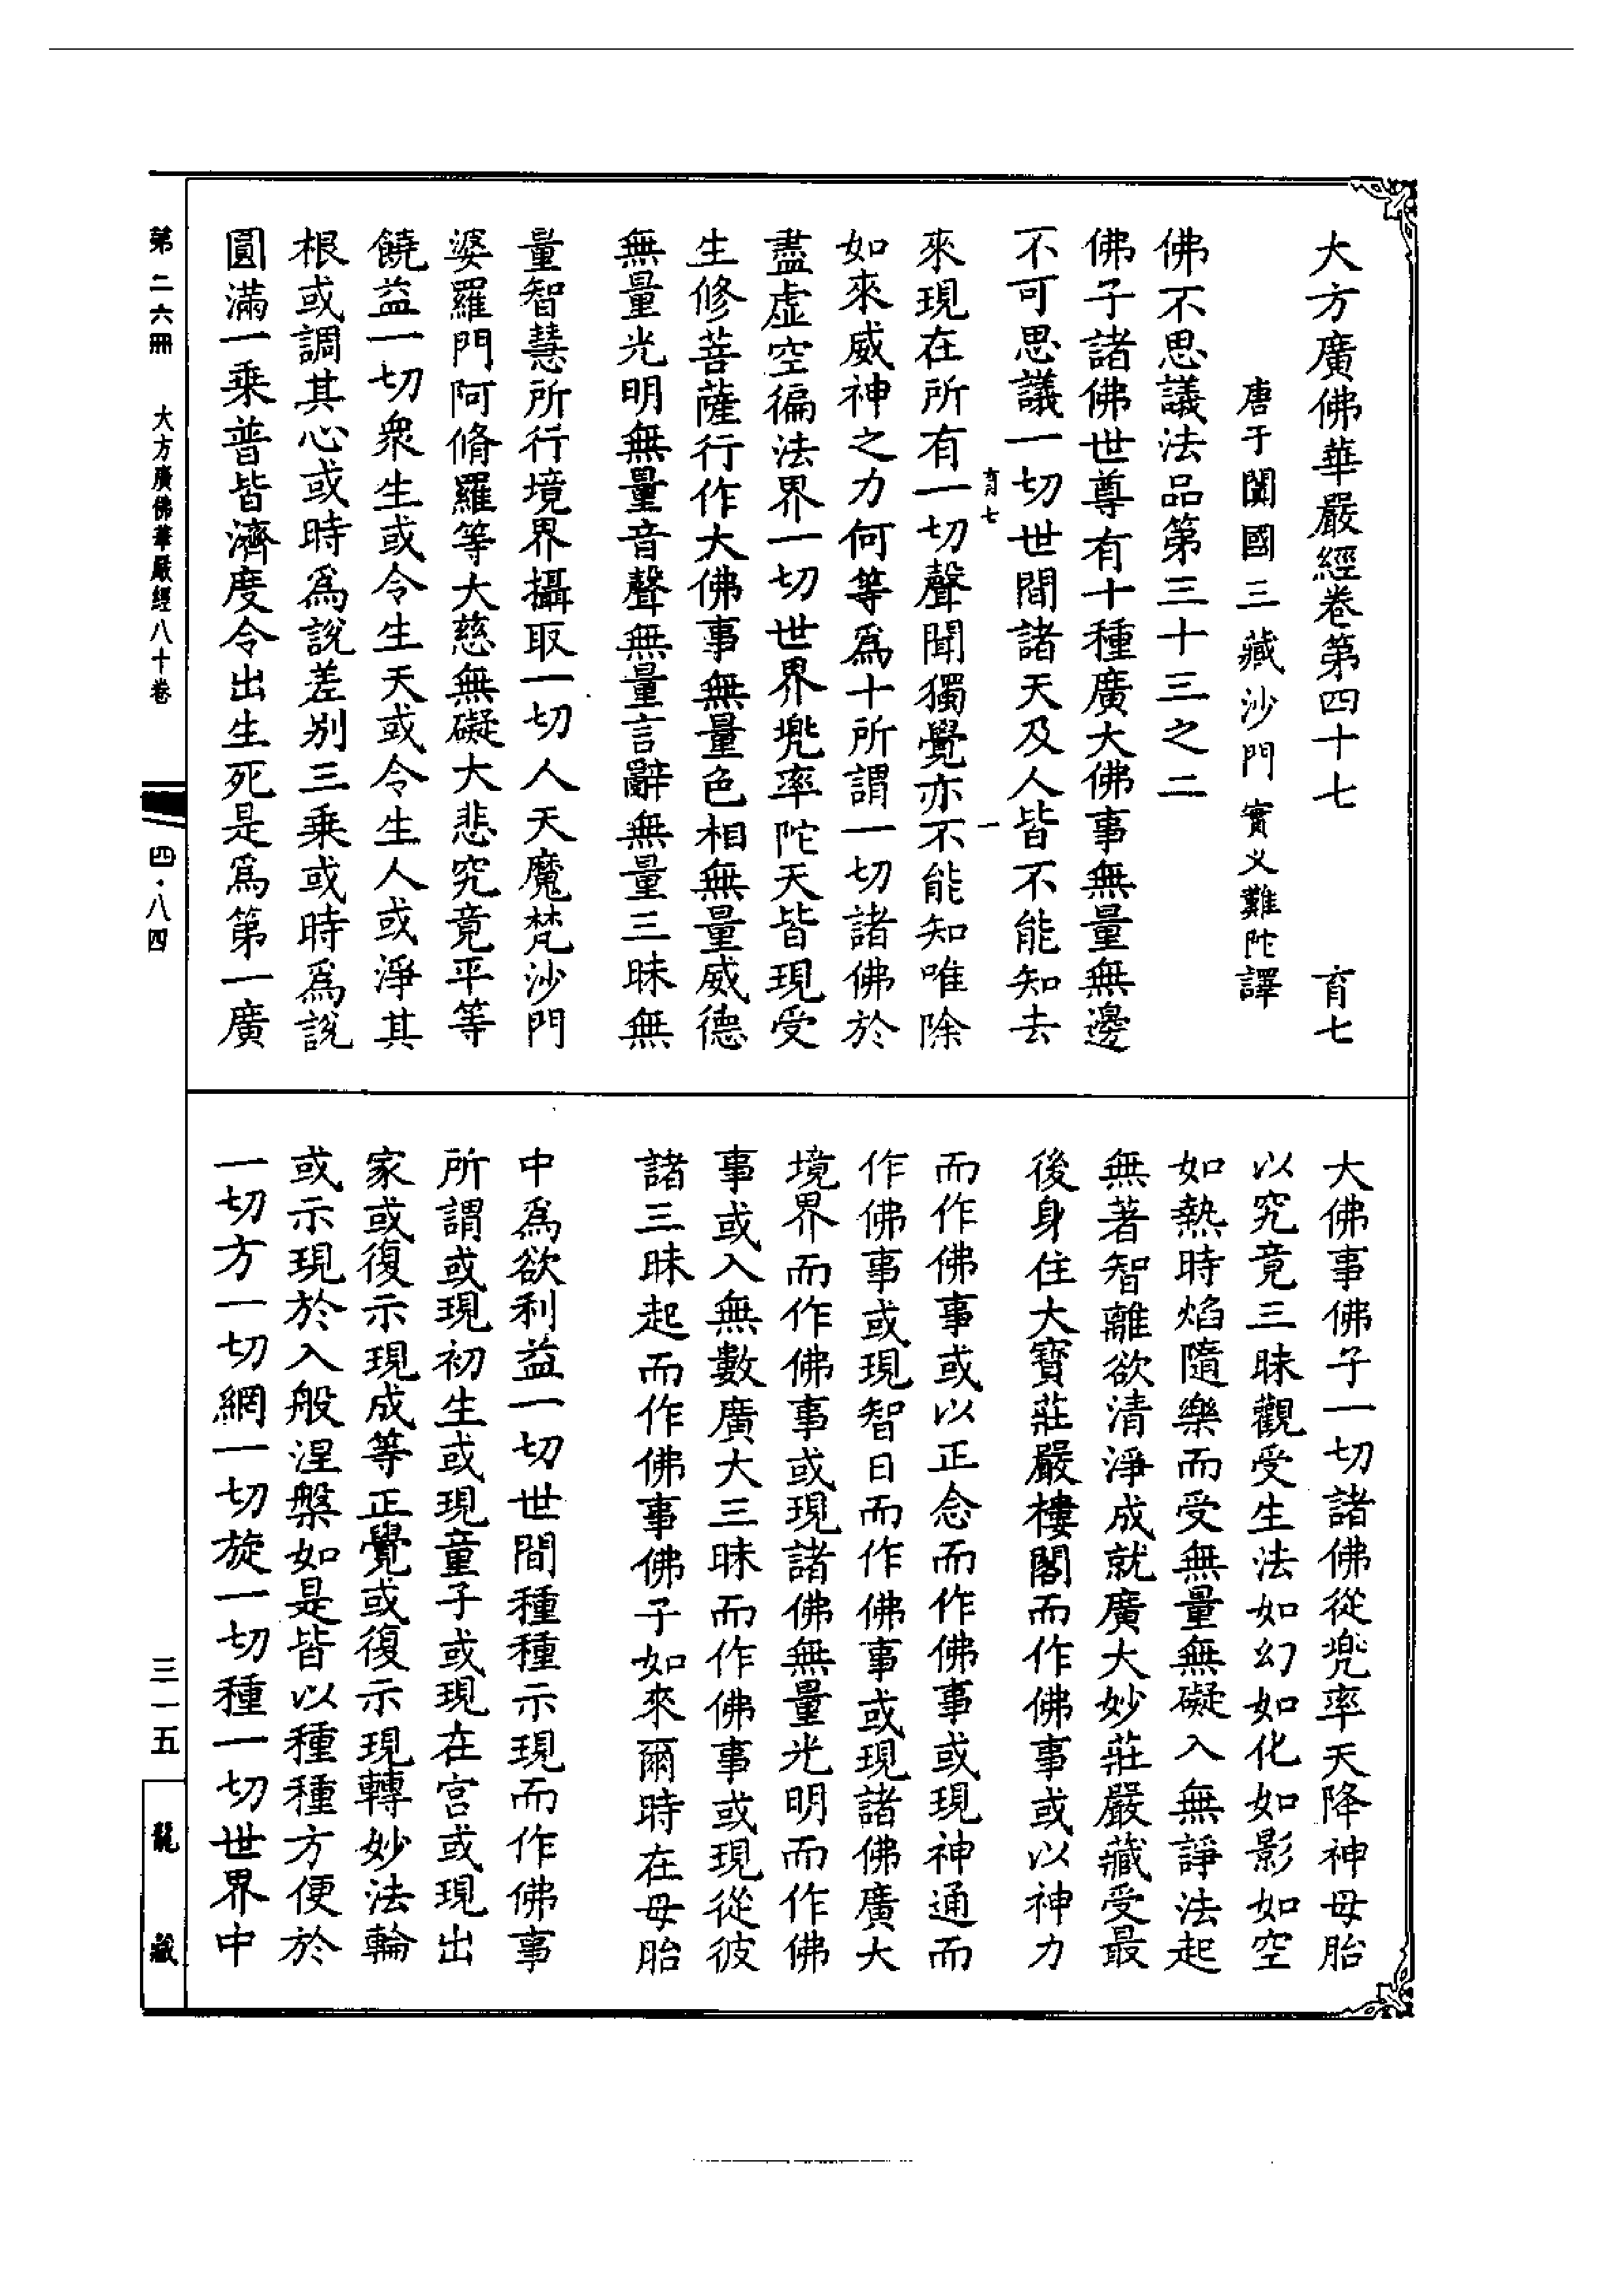 大方廣佛華嚴經卷第四十七　育七
唐于闐國三藏沙門實叉難陀譯
佛不思議法品第三十三之二
佛子諸佛世尊有十種廣大佛事無量無邊
不可思議一切世間諸天及人皆不能知去
育七　一
來現在所有一切聲聞獨覺亦不能知唯除
如來威神之力何等爲十所謂一切諸佛於
盡虛空徧法界一切世界兜率陀天皆現受
生修菩薩行作大佛事無量色相無量威德
無量光明無量音聲無量言辭無量三昧無
量智慧所行境界攝取一切人天魔梵沙門
婆羅門阿脩羅等大慈無礙大悲究竟平等
饒益一切衆生或令生天或令生人或淨其
根或調其心或時爲說差別三乘或時爲說
圓滿一乘普皆濟度令出生死是爲第一廣
大佛事佛子一切諸佛從兜率天降神母胎
以究竟三昧觀受生法如幻如化如影如空
如熱時焰隨樂而受無量無礙入無諍法起
無著智離欲清淨成就廣大妙莊嚴藏受最
後身住大寶莊嚴樓閣而作佛事或以神力
而作佛事或以正念而作佛事或現神通而
作佛事或現智日而作佛事或現諸佛廣大
境界而作佛事或現諸佛無量光明而作佛
事或入無數廣大三昧而作佛事或現從彼
諸三昧起而作佛事佛子如來爾時在母胎
中爲欲利益一切世間種種示現而作佛事
所謂或現初生或現童子或現在宮或現出
家或復示現成等正覺或復示現轉妙法輪
或示現於入般涅槃如是皆以種種方便於
一切方一切網一切旋一切種一切世界中
第二六冊　大方廣佛華嚴經八十卷　四·八四　三一五　龍藏